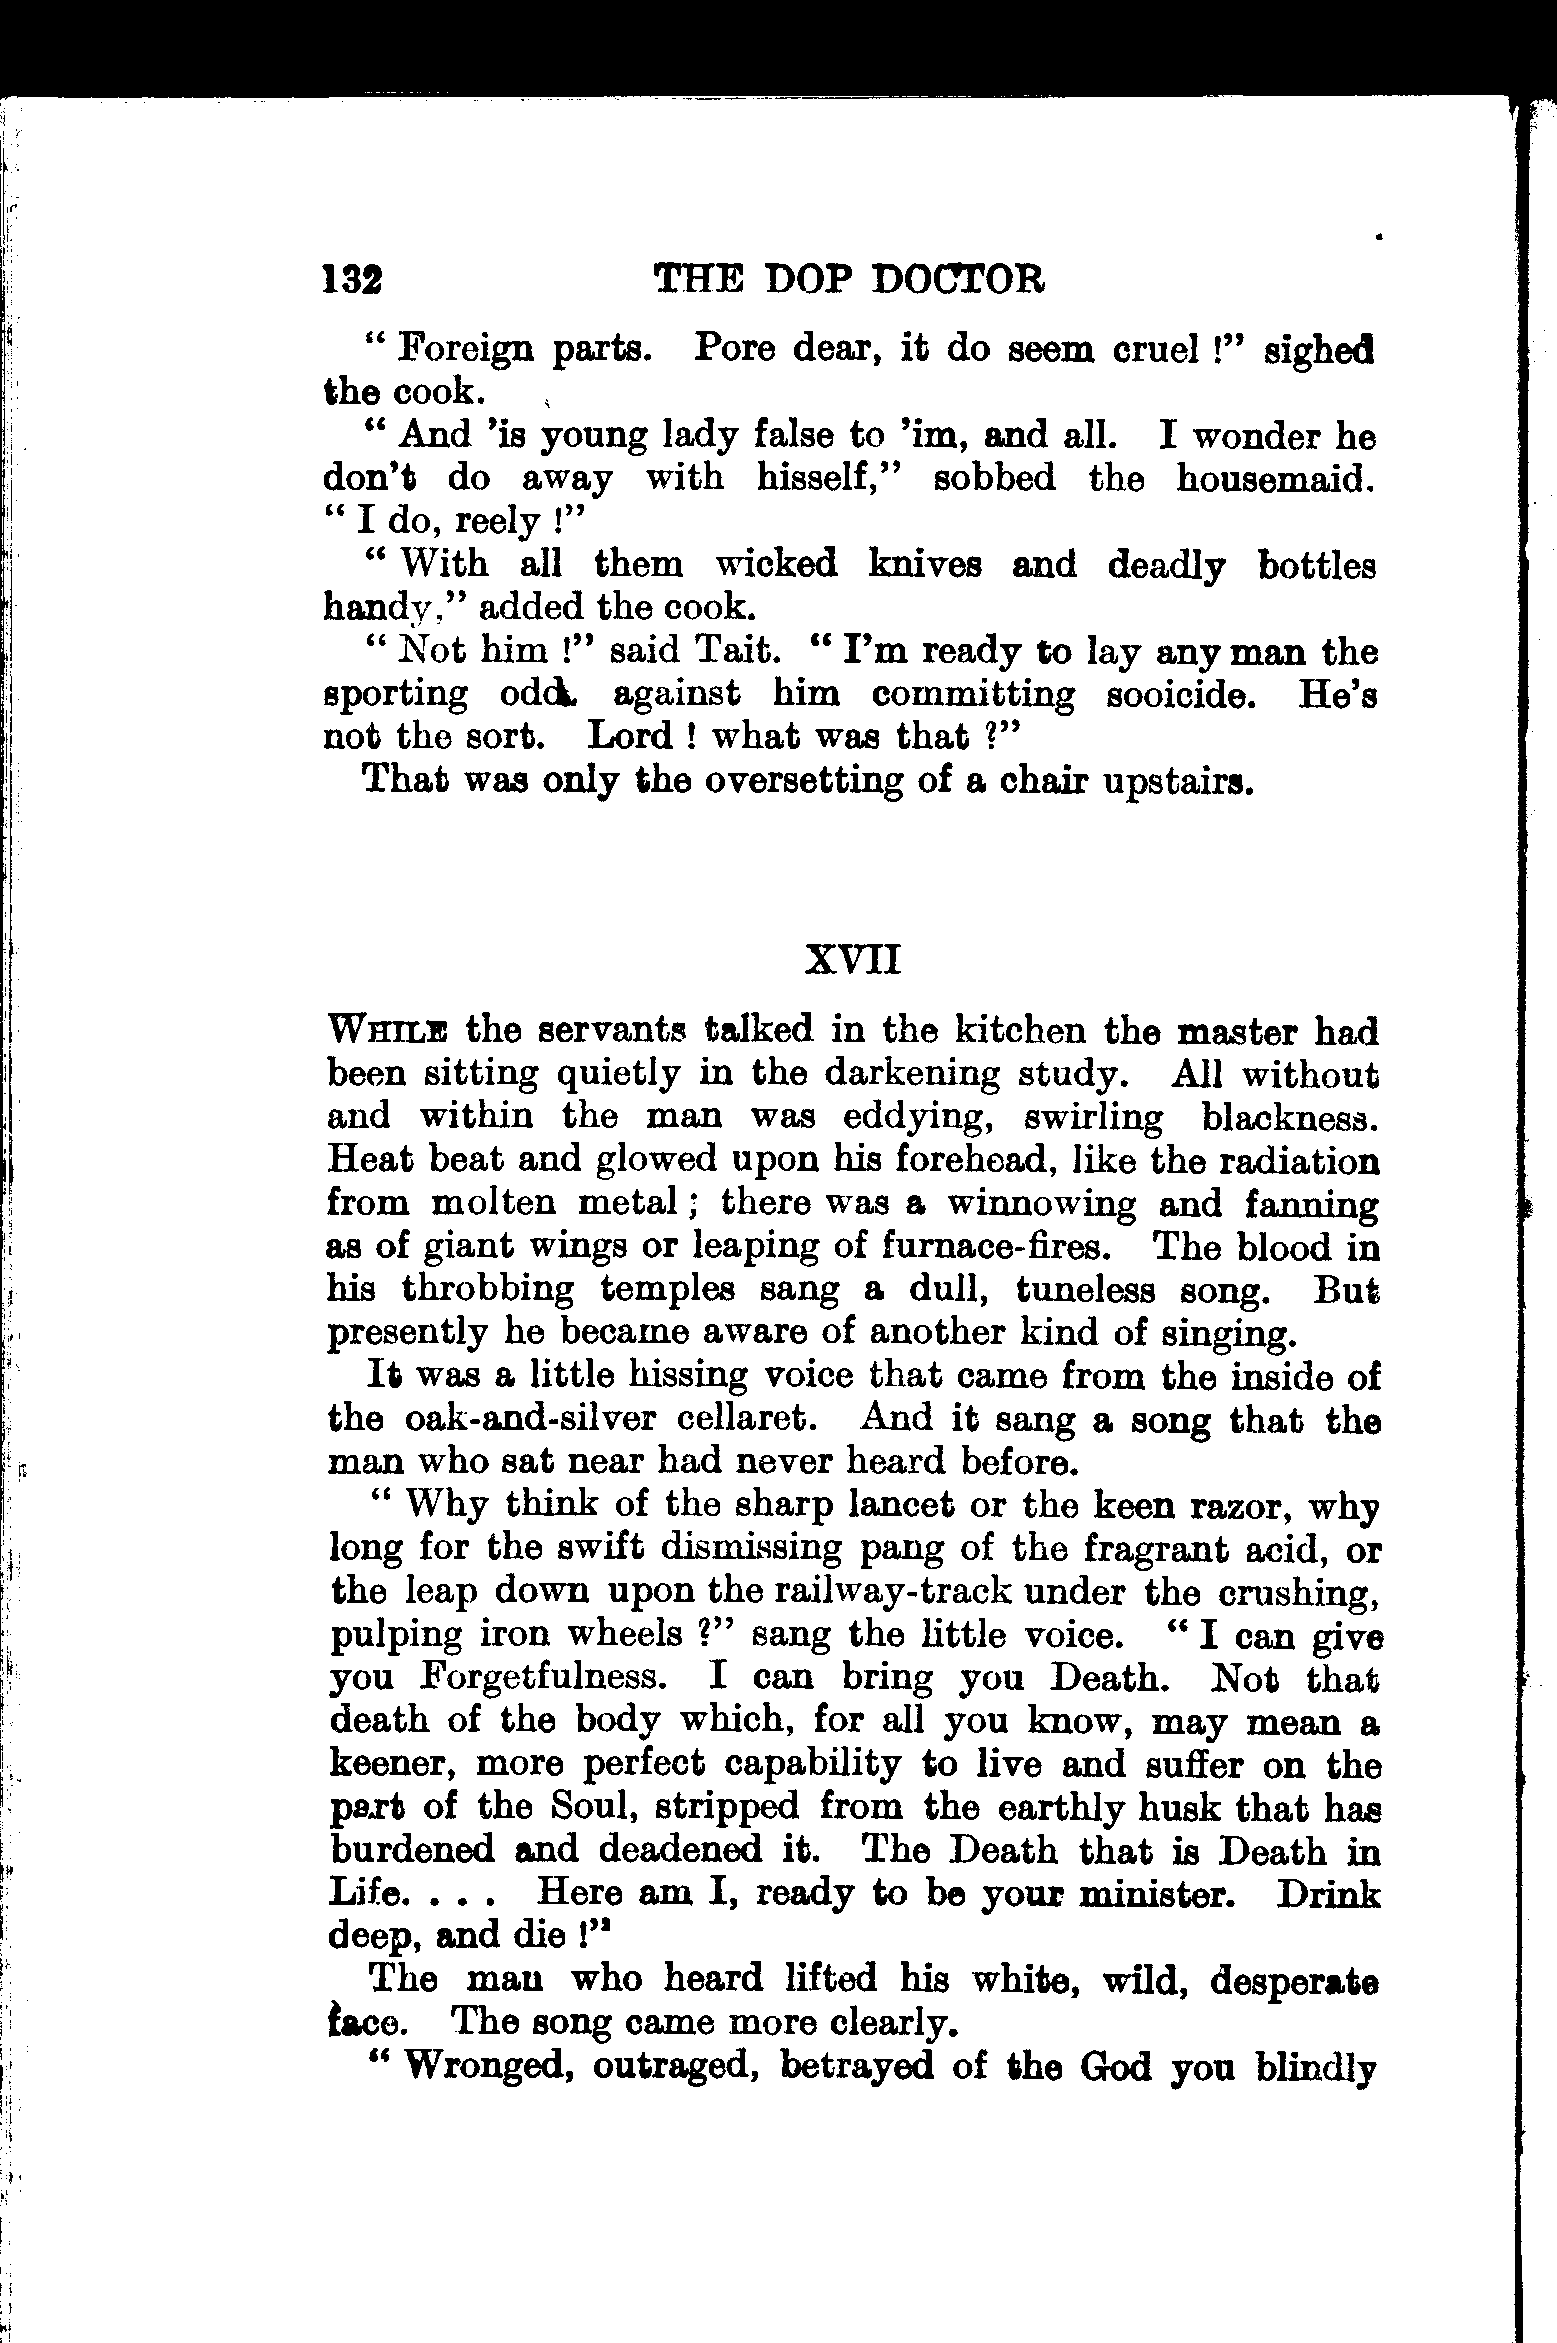 132 THE DOP DOCTOR
“ Foreign parts. Pore dear, it do seem cruel !” sighed
the cook.
“ And ’is young lady false to ’im, and all. I wonder he
don’t do away with hisself,” sobbed the housemaid.
“ I do, reely !”
“ With all them wicked knives and deadly bottles
handy,” added the cook.
“ Not him !” said Tait. “ I’m ready to lay any man the
sporting odd. against him committing sooicide. He’s
not the sort. Lord ! what was that ?”
That was only the oversetting of a chair upstairs.
XVII
WHILE the servants talked in the kitchen the master had
been sitting quietly in the darkening study. All without
and within the man was eddying, swirling blackness.
Heat beat and glowed upon his forehead, like the radiation
from molten metal ; there was a winnowing and fanning
as of giant wings or leaping of furnace-fires. The blood in
his throbbing temples sang a dull, tuneless song. But
presently he became aware of another kind of singing.
It was a little hissing voice that came from the inside of
the oak-and-silver cellaret. And it sang a song that the
man who sat near had never heard before.
“ Why think of the sharp lancet or the keen razor, why
long for the swift dismissing pang of the fragrant acid, or
the leap down upon the railway-track under the crushing,
pulping iron wheels ?” sang the little voice. “ I can give
you Forgetfulness. I can bring you Death. Not that
death of the body which, for all you know, may mean a
keener, more perfect capability to live and suffer on the
part of the Soul, stripped from the earthly husk that has
burdened and deadened it. The Death that is Death in
Life. . . . Here am I, ready to be your minister. Drink
deep, and die !”
The man who heard lifted his white, wild, desperate
face. The song came more clearly.
“ Wronged, outraged, betrayed of the God you blindly